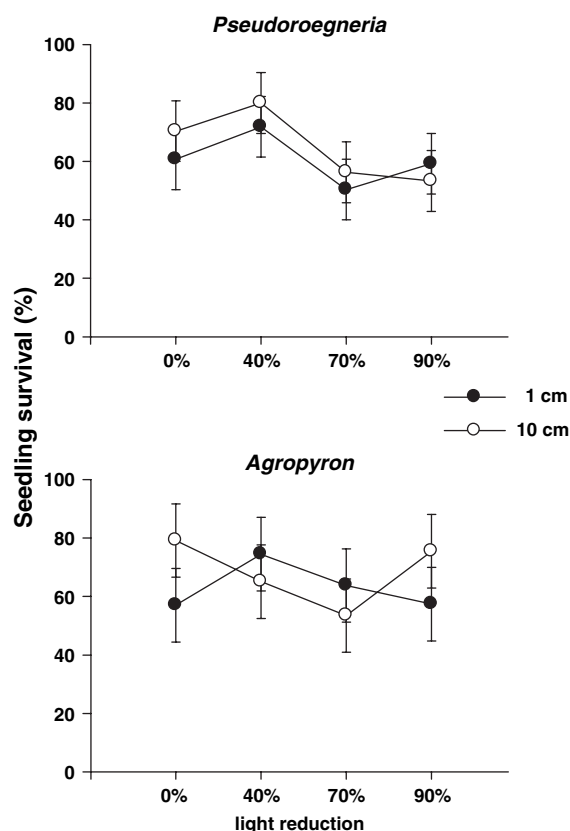 Pseudoroegneria
100
80
60
40
20
0
0% 40% 70% 90%
Seedling survival (%)
1 cm
10 cm
Agropyron
100
80
60
40
20
0
0% 40% 70% 90%
light reduction